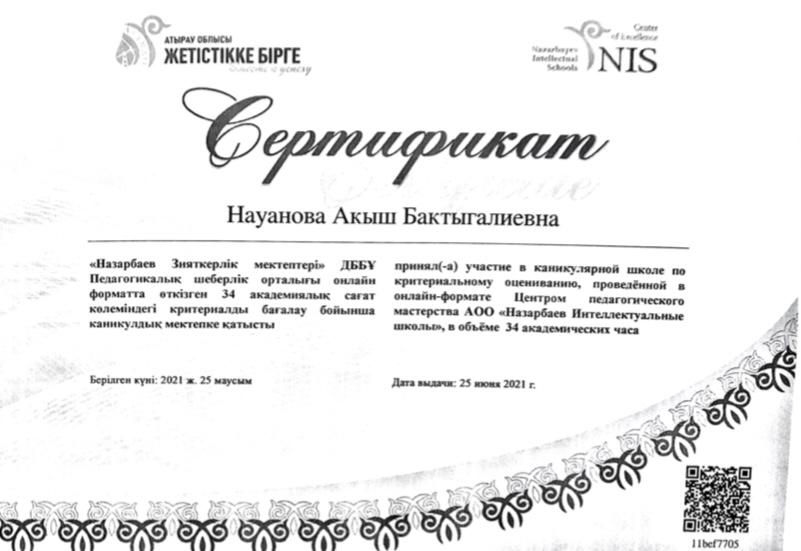 АТЫРАУ ОБЛЫСЫ
ЖЕТІСТІККЕ БІРГЕ
Вместе к успеху
Center
of Excellence
Nazarbayev
Intellectual
Schools
NIS
Сертификат
Науанова Акыш Бактыгалиевна
«Назарбаев Зияткерлік мектептері» ДББҰ
Педагогикалық шеберлік орталығы онлайн
форматта өткізген 34 академиялық сағат
көлеміндегі критериалды бағалау бойынша
каникулдық мектепке қатысты
принял(-а) участие в каникулярной школе по
критериальному оцениванию, проведённой в
онлайн-формате Центром педагогического
мастерства АОО «Назарбаев Интеллектуальные
школы», в объёме 34 академических часа
Берілген күні: 2021 ж. 25 маусым
Дата выдачи: 25 июня 2021 г.
11bef7705